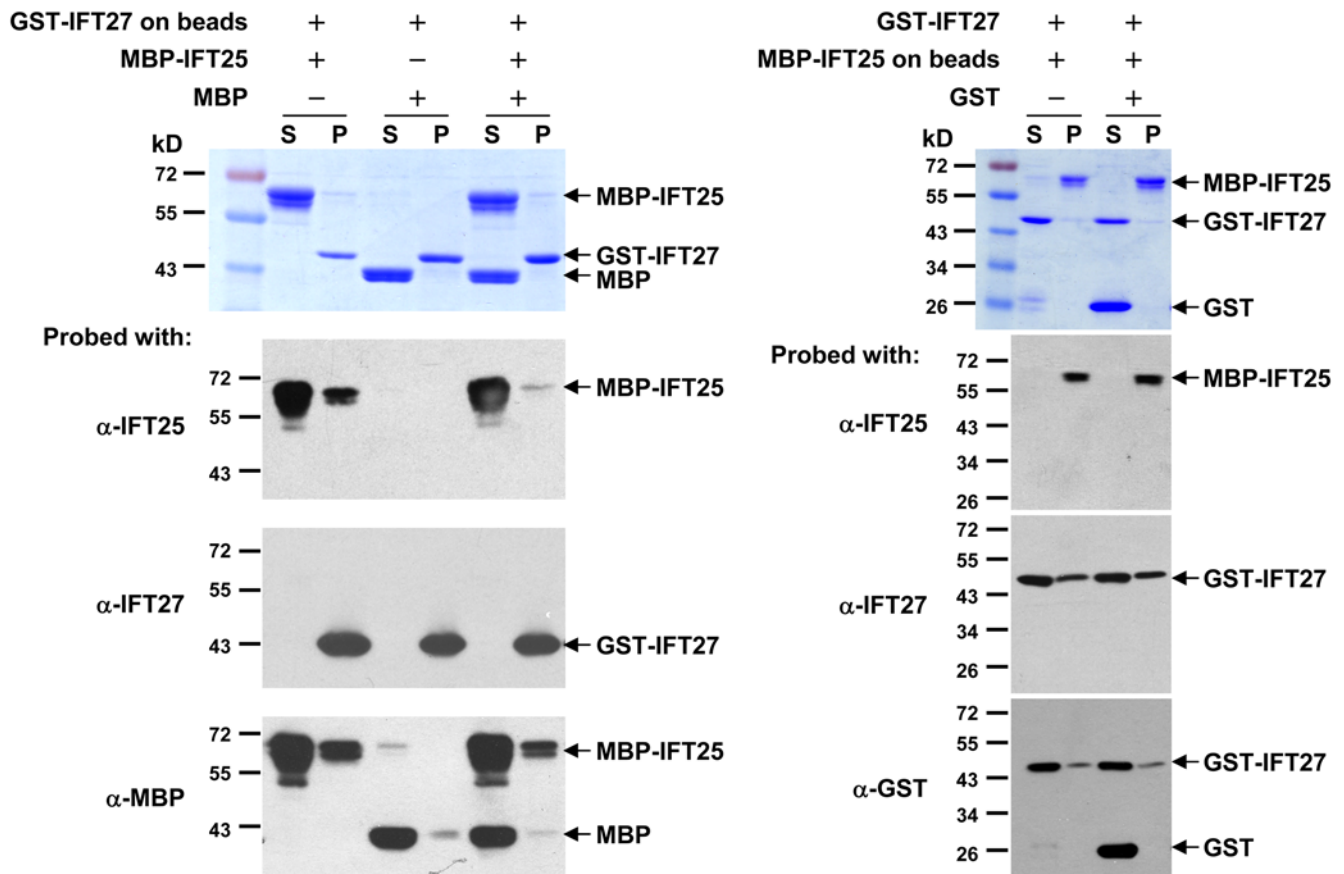 GST-IFT27 on beads + + +
MBP-IFT25 + − +
MBP − + +
S P S P S P
kD
72
55
43
MBP-IFT25
GST-IFT27
MBP
Probed with:
α-IFT25
72
55
43
MBP-IFT25
α-IFT27
72
55
43
GST-IFT27
α-MBP
72
55
43
MBP-IFT25
MBP
GST-IFT27 + +
MBP-IFT25 on beads + +
GST − +
S P S P
kD
72
55
43
34
26
MBP-IFT25
GST-IFT27
GST
Probed with:
α-IFT25
72
55
43
34
26
MBP-IFT25
α-IFT27
72
55
43
34
26
GST-IFT27
α-GST
72
55
43
34
26
GST-IFT27
GST